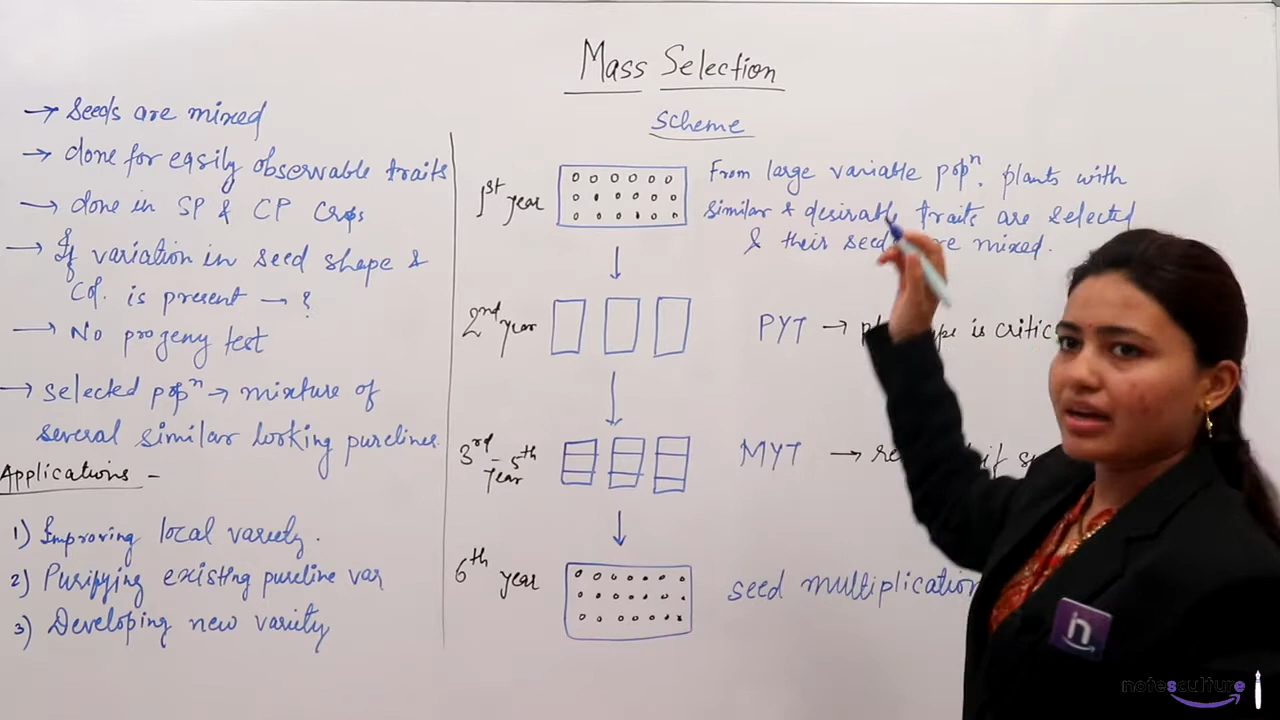 Mass Selection
Scheme
→ Seeds are mixed
→ done for easily observable traits
→ done in SP & CP Crops
→ If variation in seed shape &
Col. is present → ?
→ No progeny test
→ selected popⁿ → mixture of
several similar looking purelines.
Applications -
1) Improving local variety.
2) Purifying existing pureline var
3) Developing new variety
1st year
From large variable popⁿ. plants with
similar & desirable traits are selected
& their seeds are mixed.
2nd year
PYT → is critic
3rd - 5th
year
MYT →
6th year
seed multiplication
n
notesculture